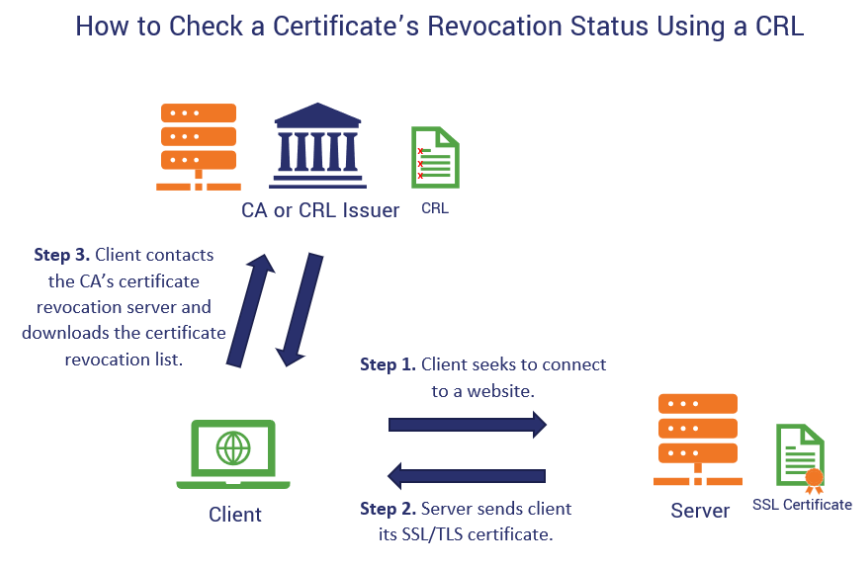 How to Check a Certificate's Revocation Status Using a CRL
CA or CRL Issuer
CRL
Step 3. Client contacts
the CA's certificate
revocation server and
downloads the certificate
revocation list.
Step 1. Client seeks to connect
to a website.
Client
Step 2. Server sends client
its SSL/TLS certificate.
Server
SSL Certificate